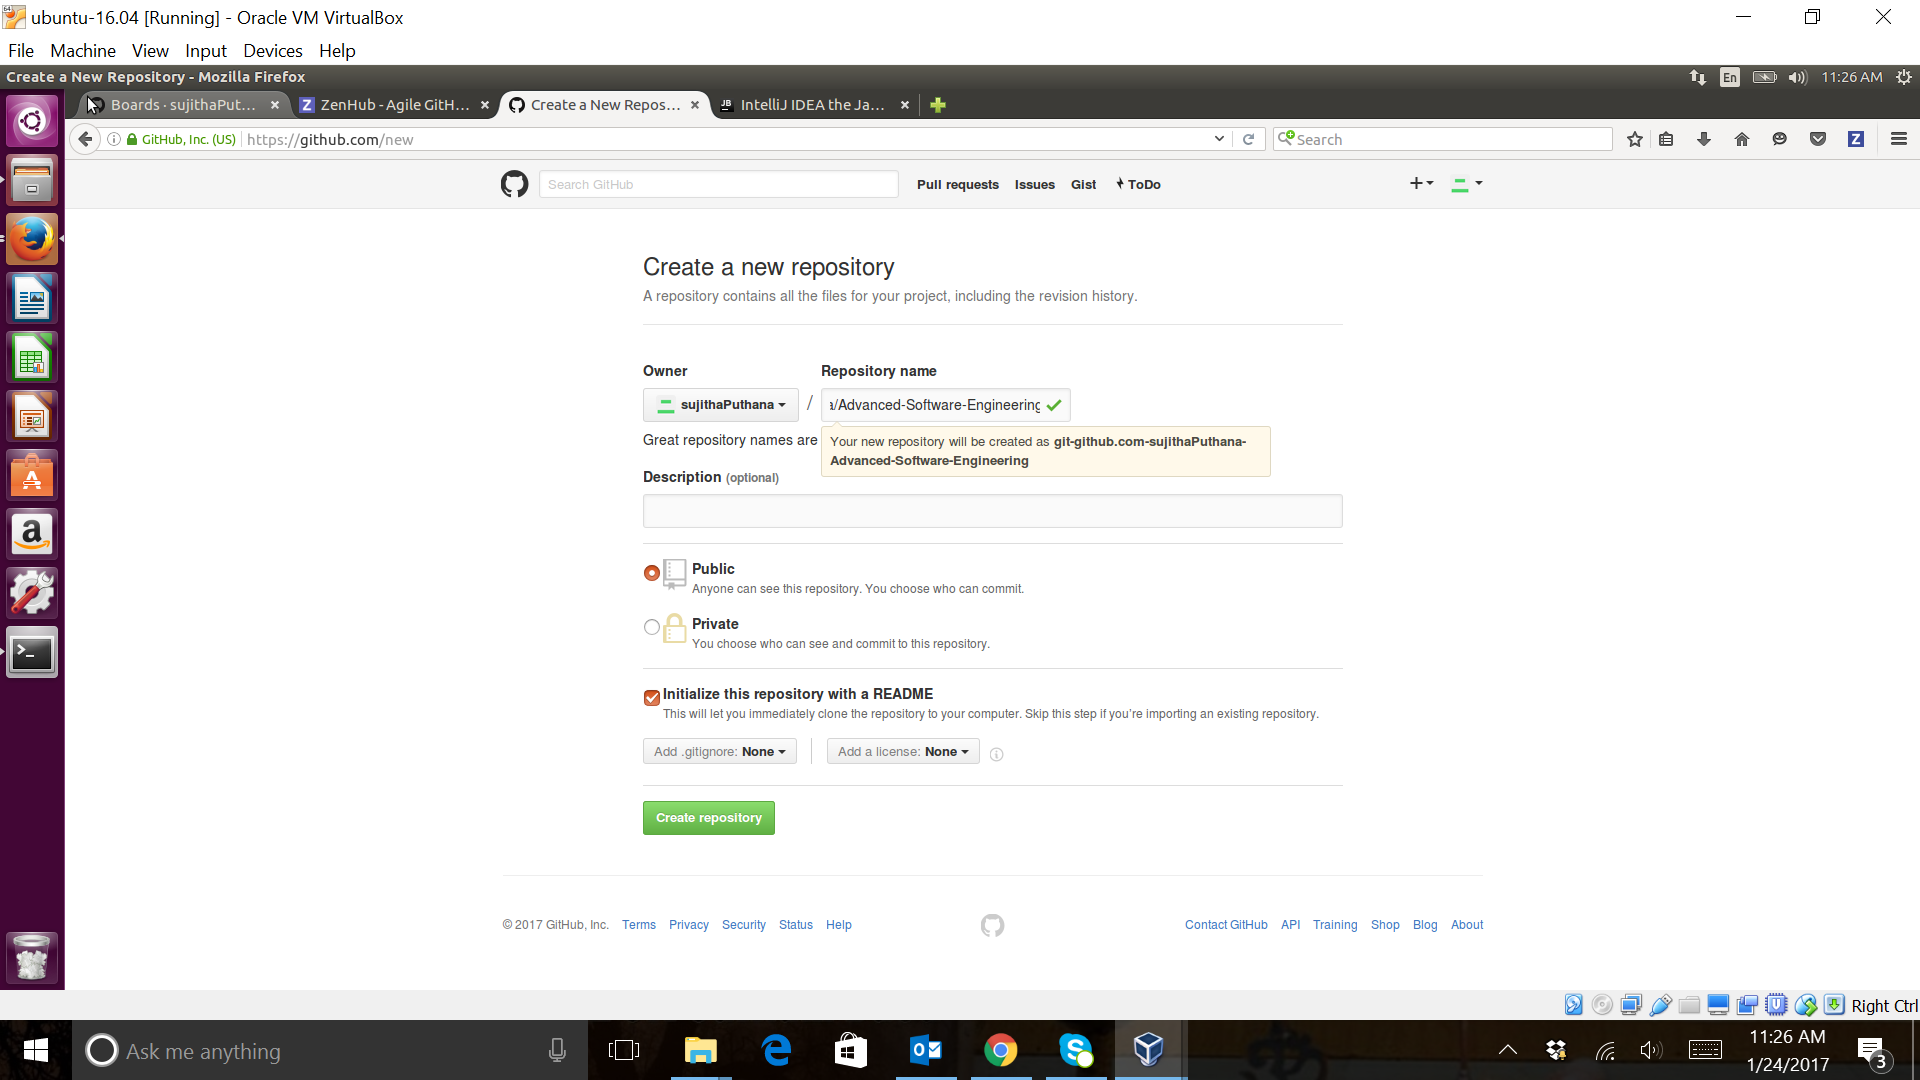 ubuntu-16.04 [Running] - Oracle VM VirtualBox
File Machine View Input Devices Help
Create a New Repository - Mozilla Firefox
En 11:26 AM
Boards · sujithaPut... ZenHub - Agile GitH... Create a New Repos... JB IntelliJ IDEA the Ja...
GitHub, Inc. (US) https://github.com/new Search Z
Search GitHub Pull requests Issues Gist ToDo
Create a new repository
A repository contains all the files for your project, including the revision history.
Owner Repository name
sujithaPuthana / a/Advanced-Software-Engineering
Great repository names are
Your new repository will be created as git-github.com-sujithaPuthana-
Advanced-Software-Engineering
Description (optional)
Public
Anyone can see this repository. You choose who can commit.
Private
You choose who can see and commit to this repository.
Initialize this repository with a README
This will let you immediately clone the repository to your computer. Skip this step if you're importing an existing repository.
Add .gitignore: None Add a license: None
Create repository
© 2017 GitHub, Inc. Terms Privacy Security Status Help
Contact GitHub API Training Shop Blog About
Right Ctrl
Ask me anything
11:26 AM
1/24/2017
3